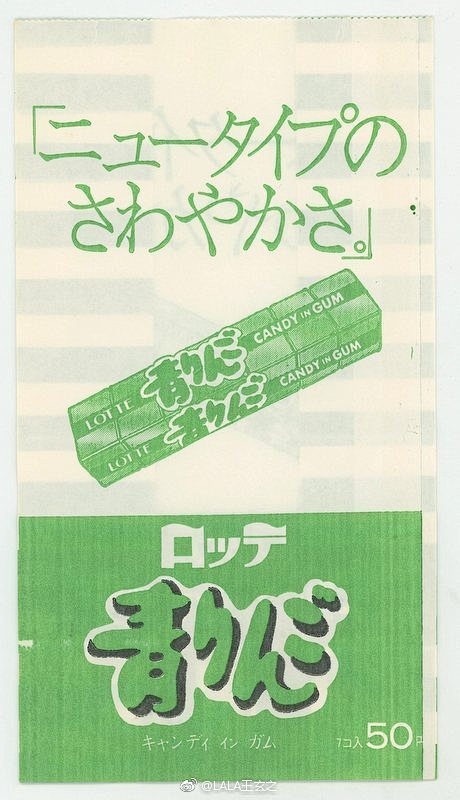 「ニュータイプの
さわやかさ。」
LOTTE 青りんご CANDY IN GUM
LOTTE 青りんご CANDY IN GUM
ロッテ
青りんご
キャンディ イン ガム
7コ入50円
@LALA王玄之